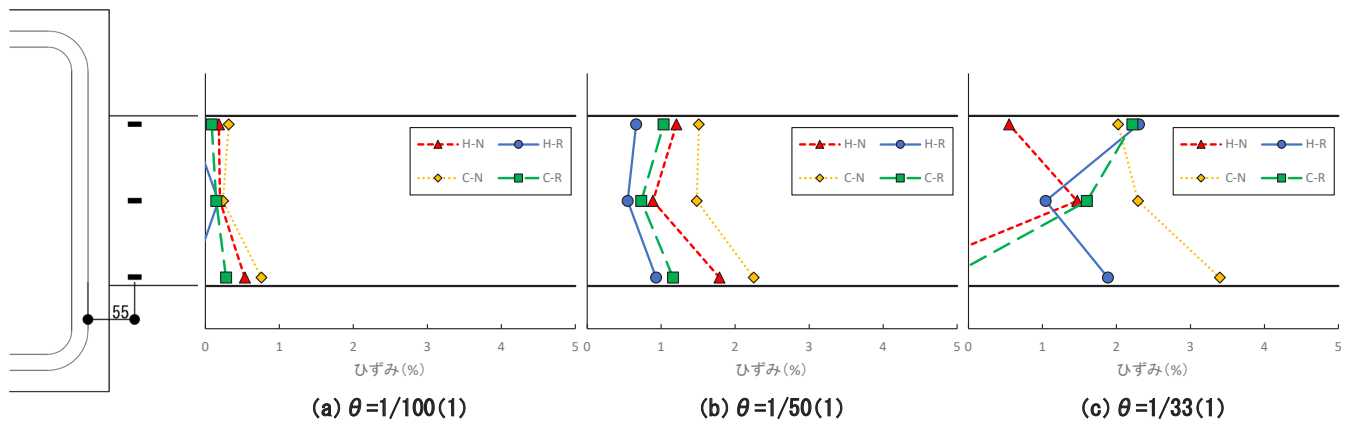 55
H-N H-R
C-N C-R
0 1 2 3 4 5
ひずみ(%)
(a) θ=1/100(1)
H-N H-R
C-N C-R
0 1 2 3 4 5
ひずみ(%)
(b) θ=1/50(1)
H-N H-R
C-N C-R
0 1 2 3 4 5
ひずみ(%)
(c) θ=1/33(1)